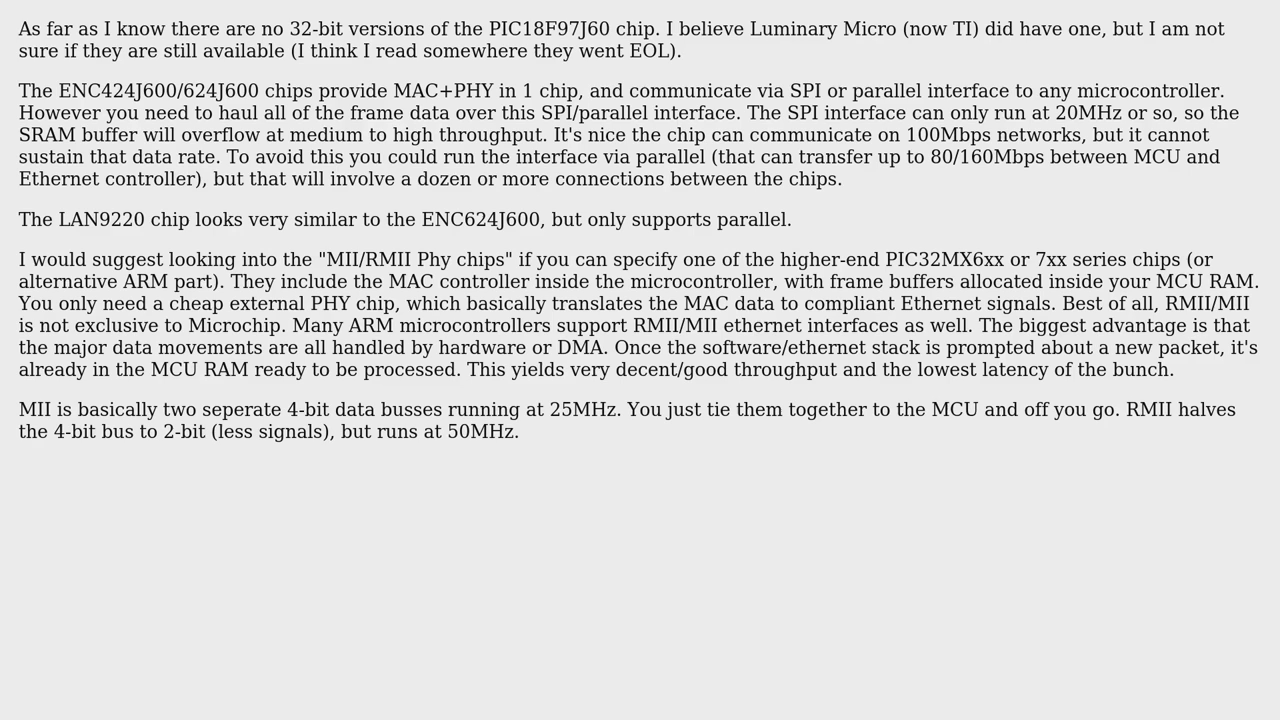 As far as I know there are no 32-bit versions of the PIC18F97J60 chip. I believe Luminary Micro (now TI) did have one, but I am not
sure if they are still available (I think I read somewhere they went EOL).
The ENC424J600/624J600 chips provide MAC+PHY in 1 chip, and communicate via SPI or parallel interface to any microcontroller.
However you need to haul all of the frame data over this SPI/parallel interface. The SPI interface can only run at 20MHz or so, so the
SRAM buffer will overflow at medium to high throughput. It's nice the chip can communicate on 100Mbps networks, but it cannot
sustain that data rate. To avoid this you could run the interface via parallel (that can transfer up to 80/160Mbps between MCU and
Ethernet controller), but that will involve a dozen or more connections between the chips.
The LAN9220 chip looks very similar to the ENC624J600, but only supports parallel.
I would suggest looking into the "MII/RMII Phy chips" if you can specify one of the higher-end PIC32MX6xx or 7xx series chips (or
alternative ARM part). They include the MAC controller inside the microcontroller, with frame buffers allocated inside your MCU RAM.
You only need a cheap external PHY chip, which basically translates the MAC data to compliant Ethernet signals. Best of all, RMII/MII
is not exclusive to Microchip. Many ARM microcontrollers support RMII/MII ethernet interfaces as well. The biggest advantage is that
the major data movements are all handled by hardware or DMA. Once the software/ethernet stack is prompted about a new packet, it's
already in the MCU RAM ready to be processed. This yields very decent/good throughput and the lowest latency of the bunch.
MII is basically two seperate 4-bit data busses running at 25MHz. You just tie them together to the MCU and off you go. RMII halves
the 4-bit bus to 2-bit (less signals), but runs at 50MHz.